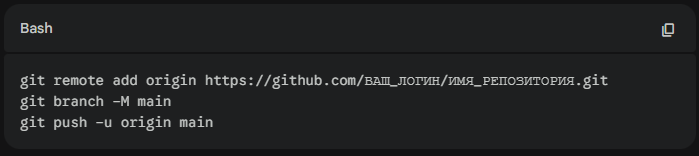 Bash
git remote add origin https://github.com/ВАШ_ЛОГИН/ИМЯ_РЕПОЗИТОРИЯ.git
git branch -M main
git push -u origin main